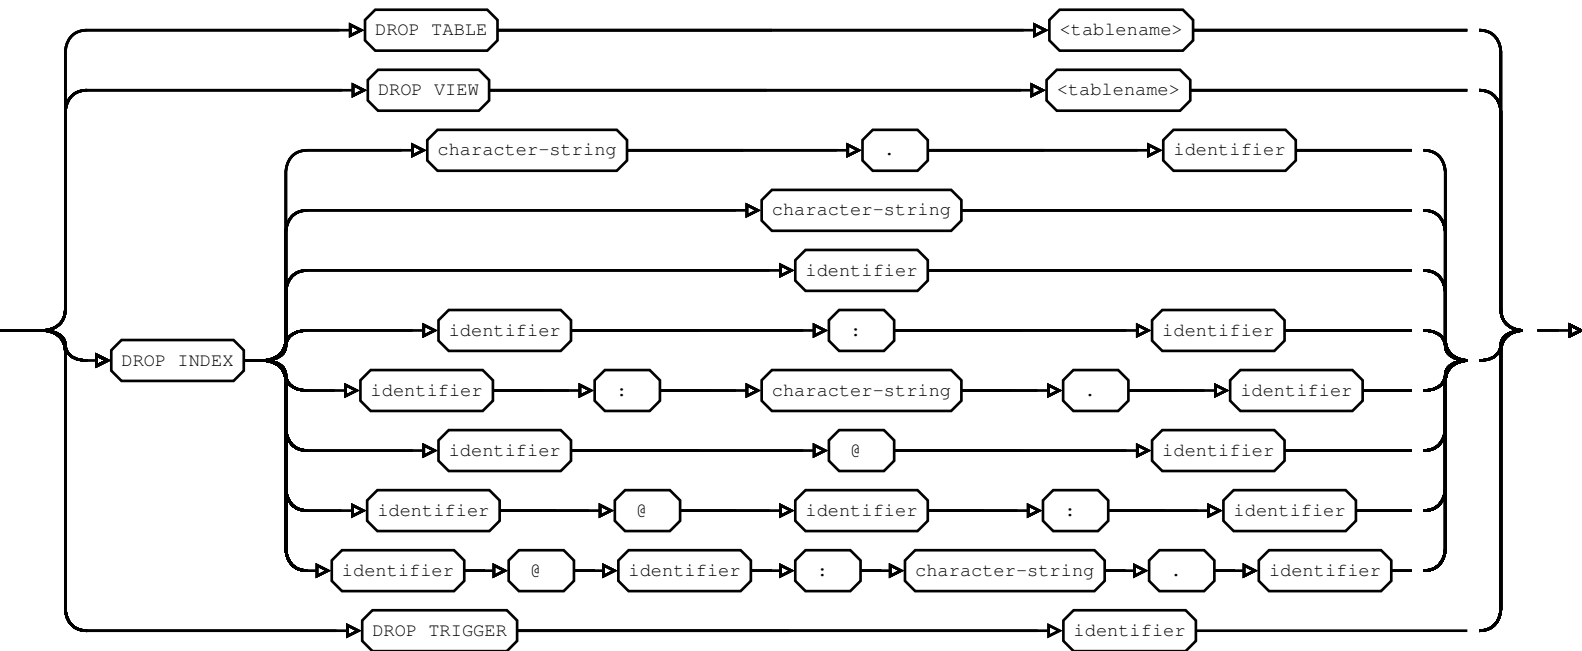 DROP TABLE <tablename>
DROP VIEW <tablename>
character-string . identifier
character-string
identifier
identifier : identifier
DROP INDEX
identifier : character-string . identifier
identifier @ identifier
identifier @ identifier : identifier
identifier @ identifier : character-string . identifier
DROP TRIGGER identifier